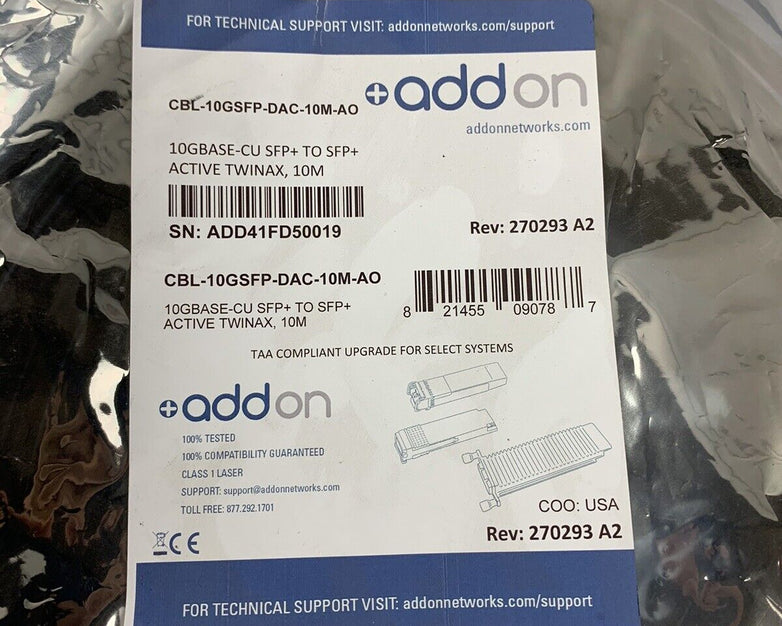 FOR TECHNICAL SUPPORT VISIT: addonnetworks.com/support
+addon
CBL-10GSFP-DAC-10M-AO
addonnetworks.com
10GBASE-CU SFP+ TO SFP+
ACTIVE TWINAX, 10M
SN: ADD41FD50019
Rev: 270293 A2
CBL-10GSFP-DAC-10M-AO
10GBASE-CU SFP+ TO SFP+
ACTIVE TWINAX, 10M
8 21455 09078 7
TAA COMPLIANT UPGRADE FOR SELECT SYSTEMS
+addon
100% TESTED
100% COMPATIBILITY GUARANTEED
CLASS 1 LASER
SUPPORT: support@addonnetworks.com
TOLL FREE: 877.292.1701
COO: USA
Rev: 270293 A2
CE
FOR TECHNICAL SUPPORT VISIT: addonnetworks.com/support